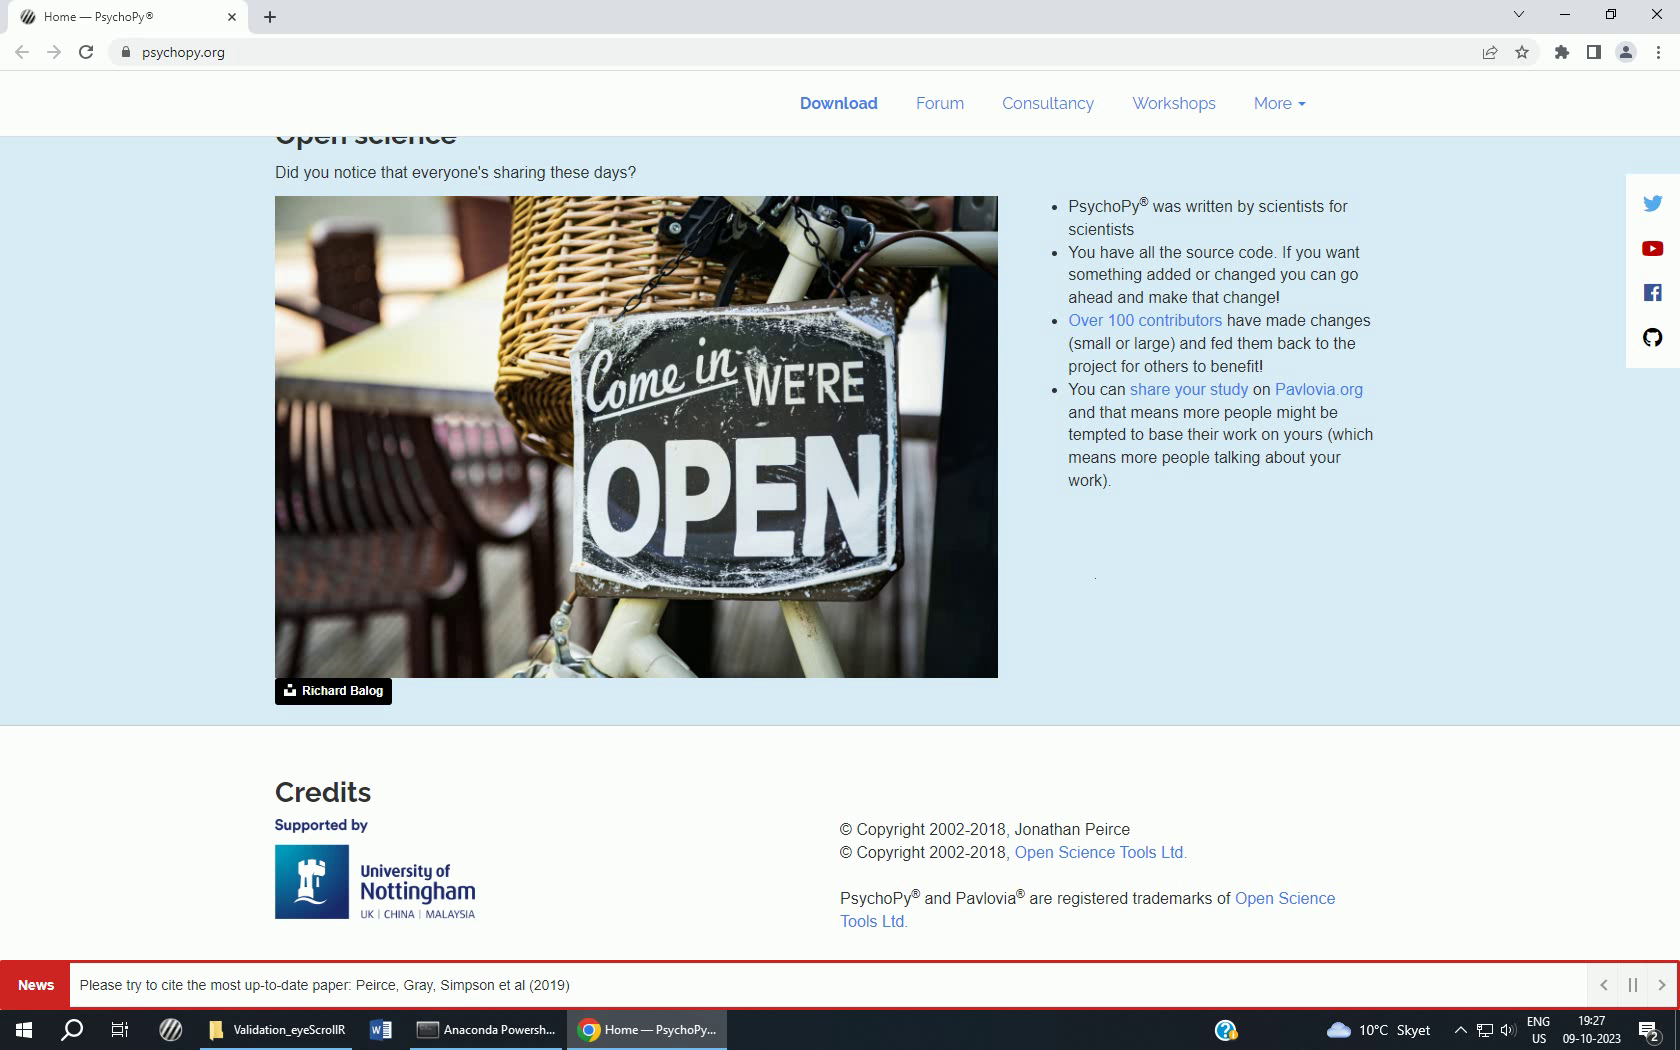 Home — PsychoPy®
psychopy.org
Download
Forum
Consultancy
Workshops
More
Open science
Did you notice that everyone's sharing these days?
Come in WE'RE
OPEN
Richard Balog
PsychoPy® was written by scientists for
scientists
You have all the source code. If you want
something added or changed you can go
ahead and make that change!
Over 100 contributors have made changes
(small or large) and fed them back to the
project for others to benefit!
You can share your study on Pavlovia.org
and that means more people might be
tempted to base their work on yours (which
means more people talking about your
work).
Credits
Supported by
University of
Nottingham
UK | CHINA | MALAYSIA
© Copyright 2002-2018, Jonathan Peirce
© Copyright 2002-2018, Open Science Tools Ltd.
PsychoPy® and Pavlovia® are registered trademarks of Open Science
Tools Ltd.
News
Please try to cite the most up-to-date paper: Peirce, Gray, Simpson et al (2019)
Validation_eyeScrollR
Anaconda Powersh...
Home — PsychoPy...
10°C Skyet
ENG
US
19:27
09-10-2023
2